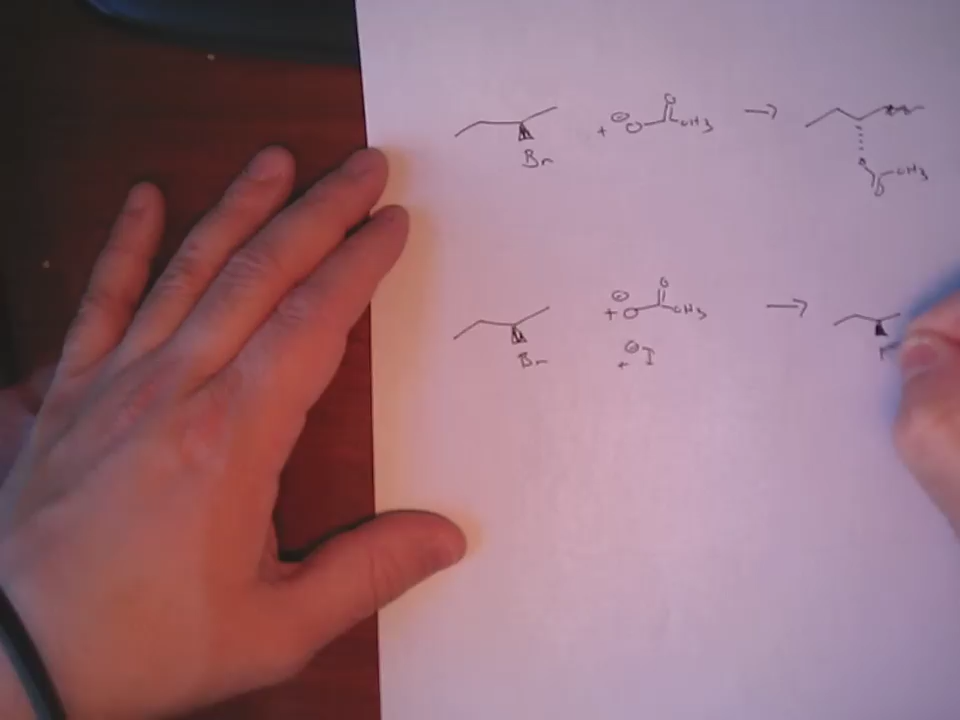 + ⊖O O CH3 →
Br
O O CH3
+ ⊖O O CH3 →
Br + ⊖I